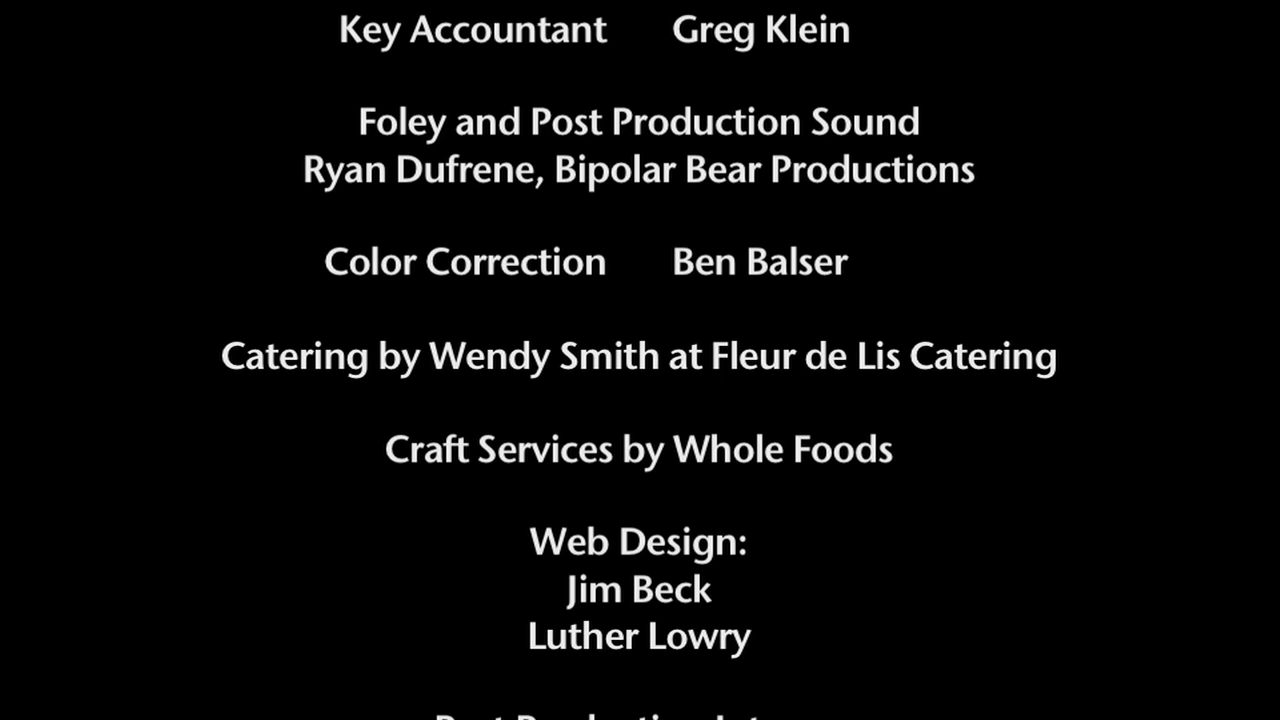 Key Accountant Greg Klein
Foley and Post Production Sound
Ryan Dufrene, Bipolar Bear Productions
Color Correction Ben Balser
Catering by Wendy Smith at Fleur de Lis Catering
Craft Services by Whole Foods
Web Design:
Jim Beck
Luther Lowry